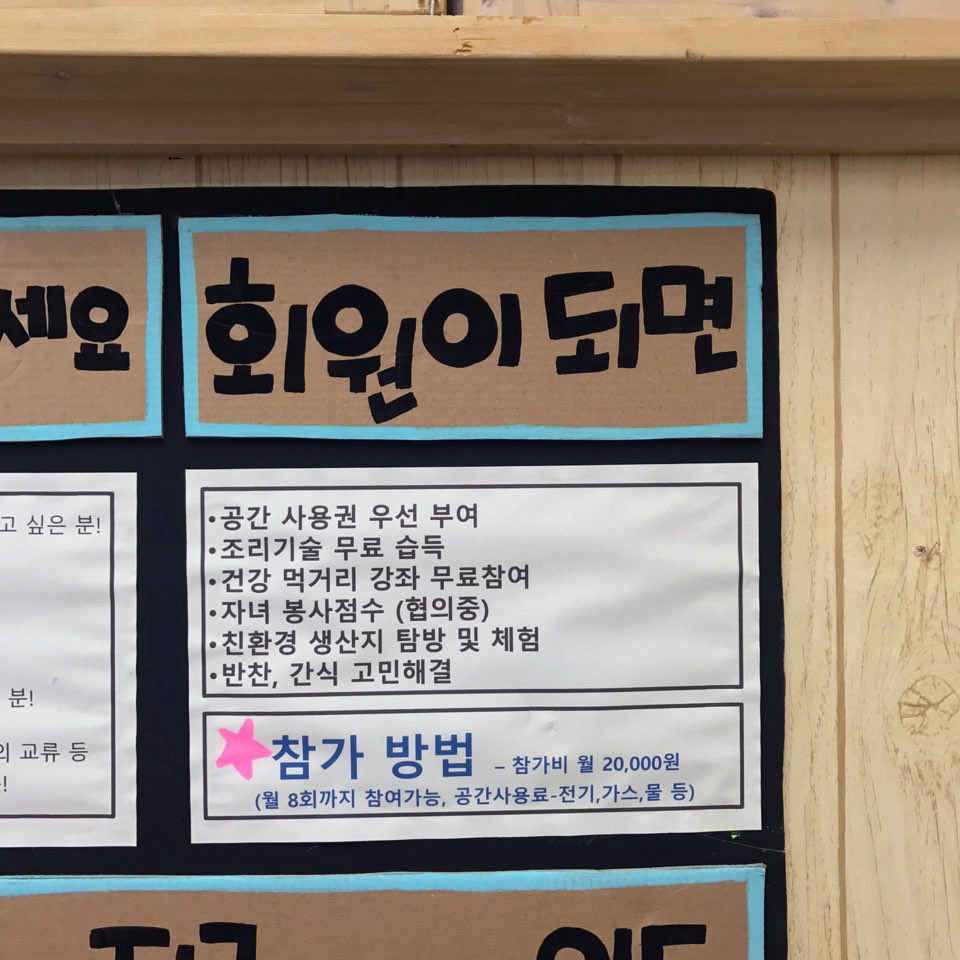 세요
회원이 되면
고 싶은 분!
분!
의 교류 등
•공간 사용권 우선 부여
•조리기술 무료 습득
•건강 먹거리 강좌 무료참여
•자녀 봉사점수 (협의중)
•친환경 생산지 탐방 및 체험
•반찬, 간식 고민해결
참가 방법 – 참가비 월 20,000원
(월 8회까지 참여가능, 공간사용료-전기,가스,물 등)